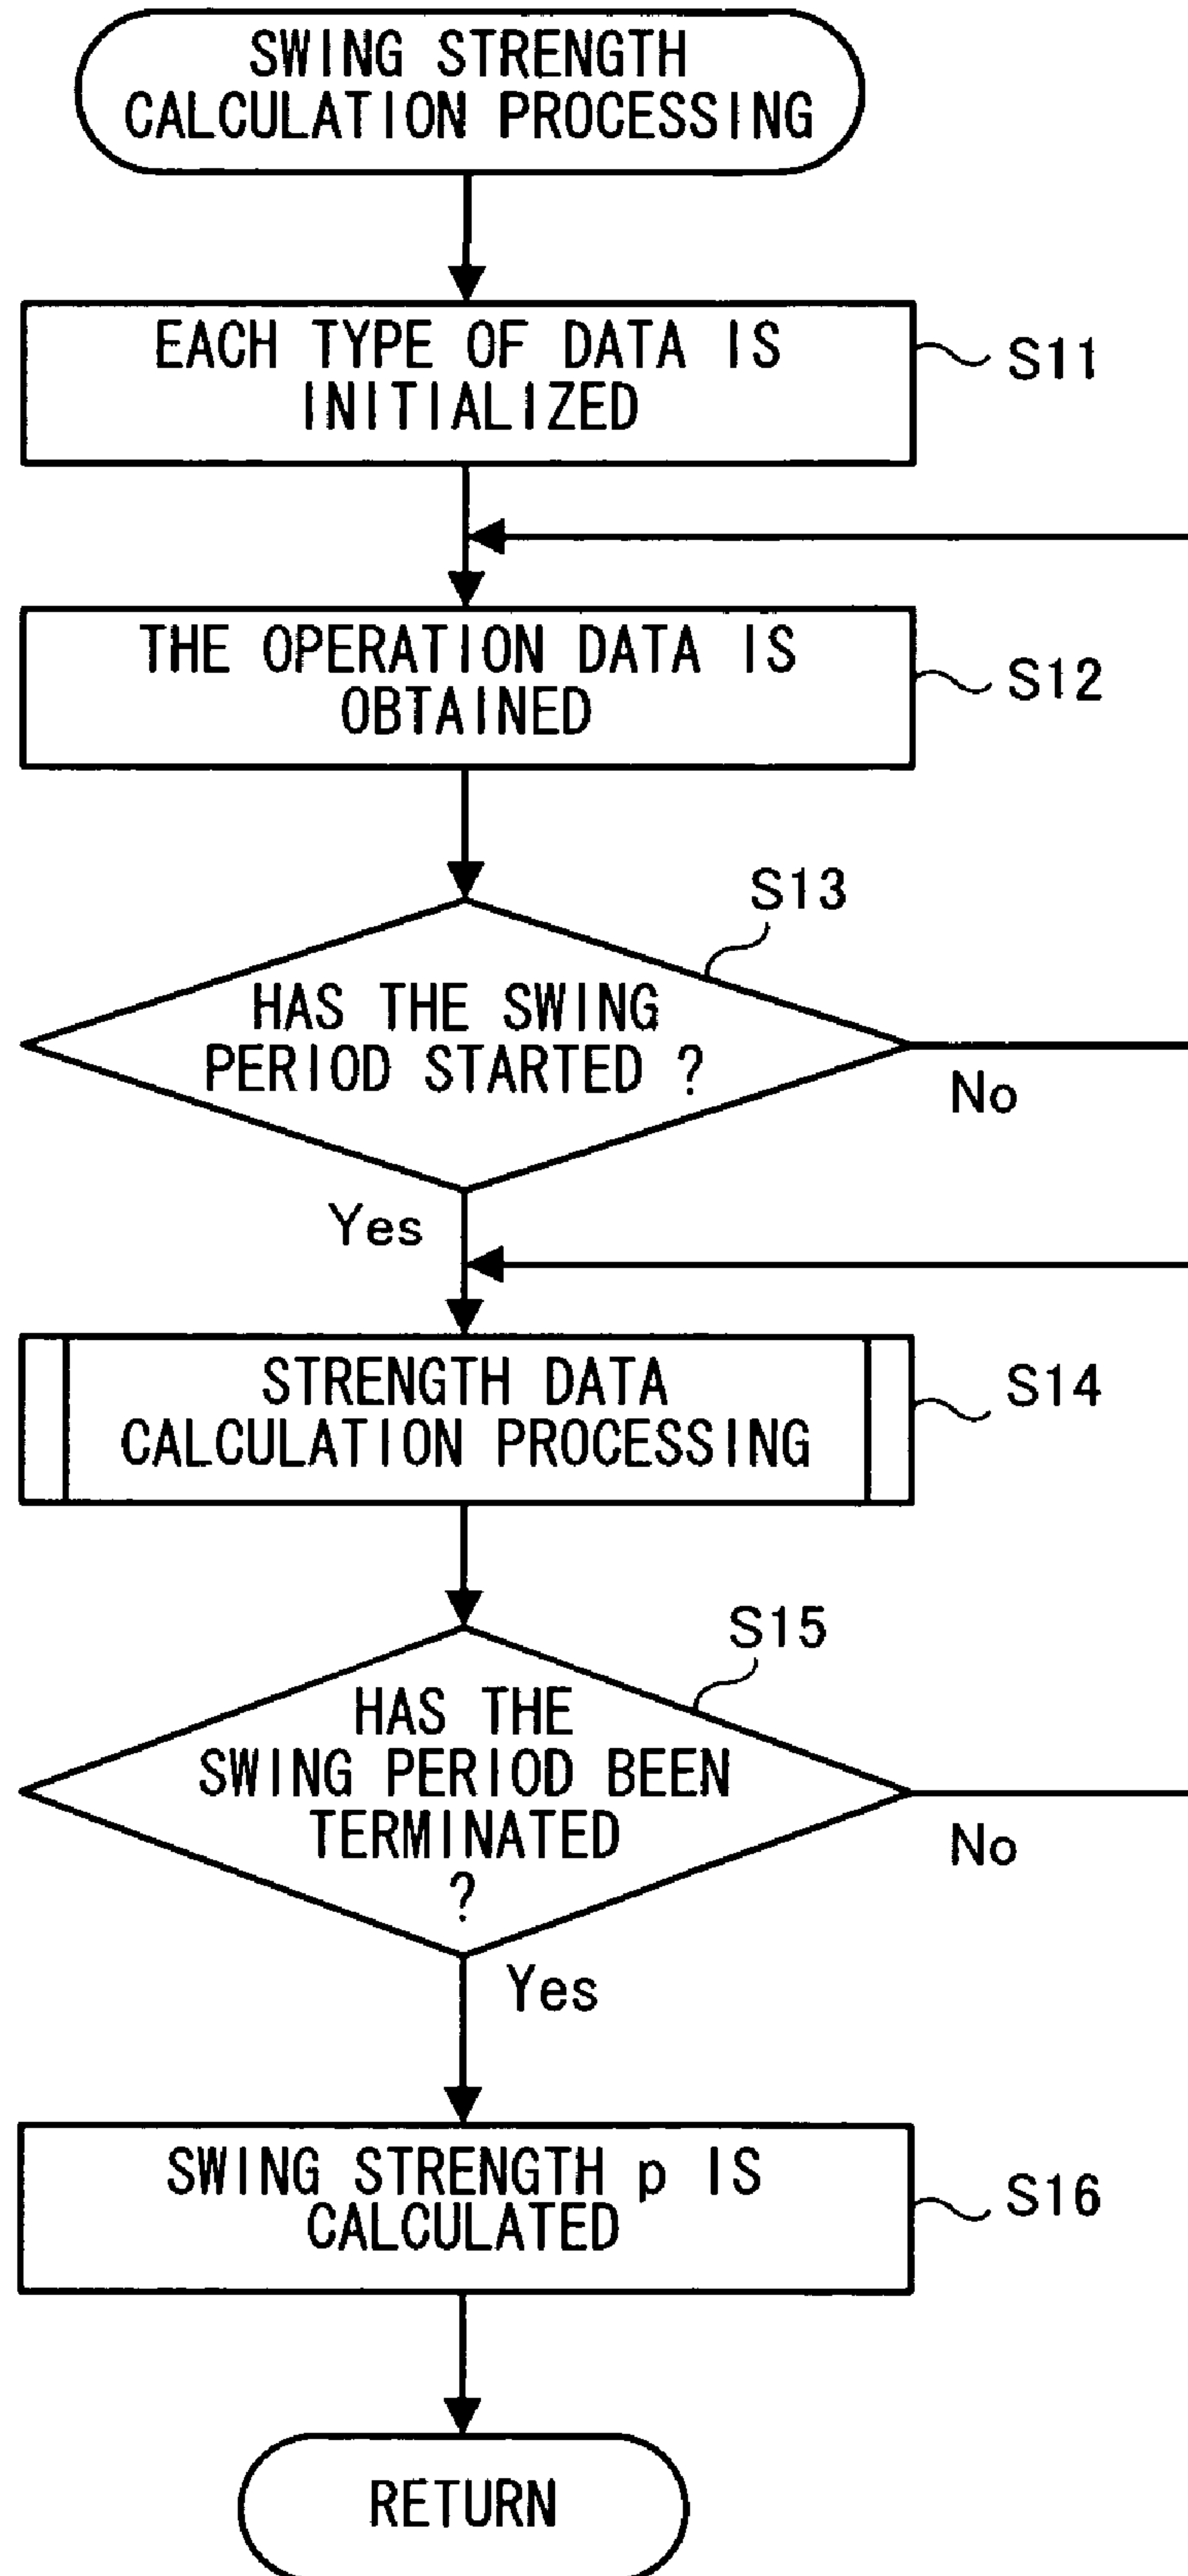 SWING STRENGTH
CALCULATION PROCESSING
EACH TYPE OF DATA IS
INITIALIZED
S11
THE OPERATION DATA IS
OBTAINED
S12
S13
HAS THE SWING
PERIOD STARTED ?
No
Yes
STRENGTH DATA
CALCULATION PROCESSING
S14
S15
HAS THE
SWING PERIOD BEEN
TERMINATED
?
No
Yes
SWING STRENGTH p IS
CALCULATED
S16
RETURN